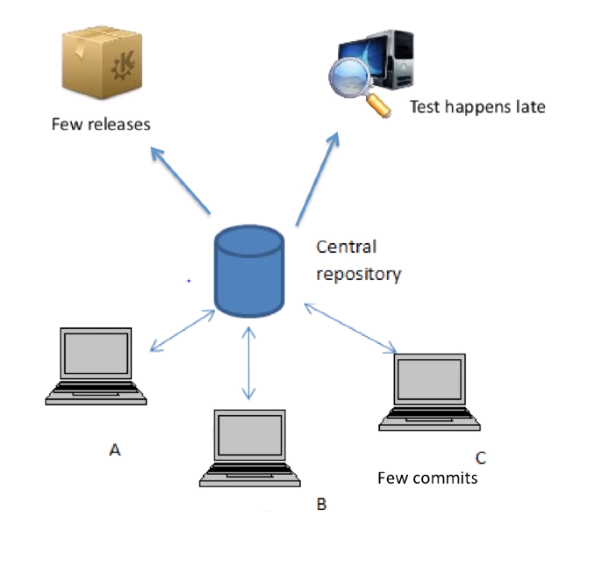 Few releases
Test happens late
Central
repository
A
C
Few commits
B